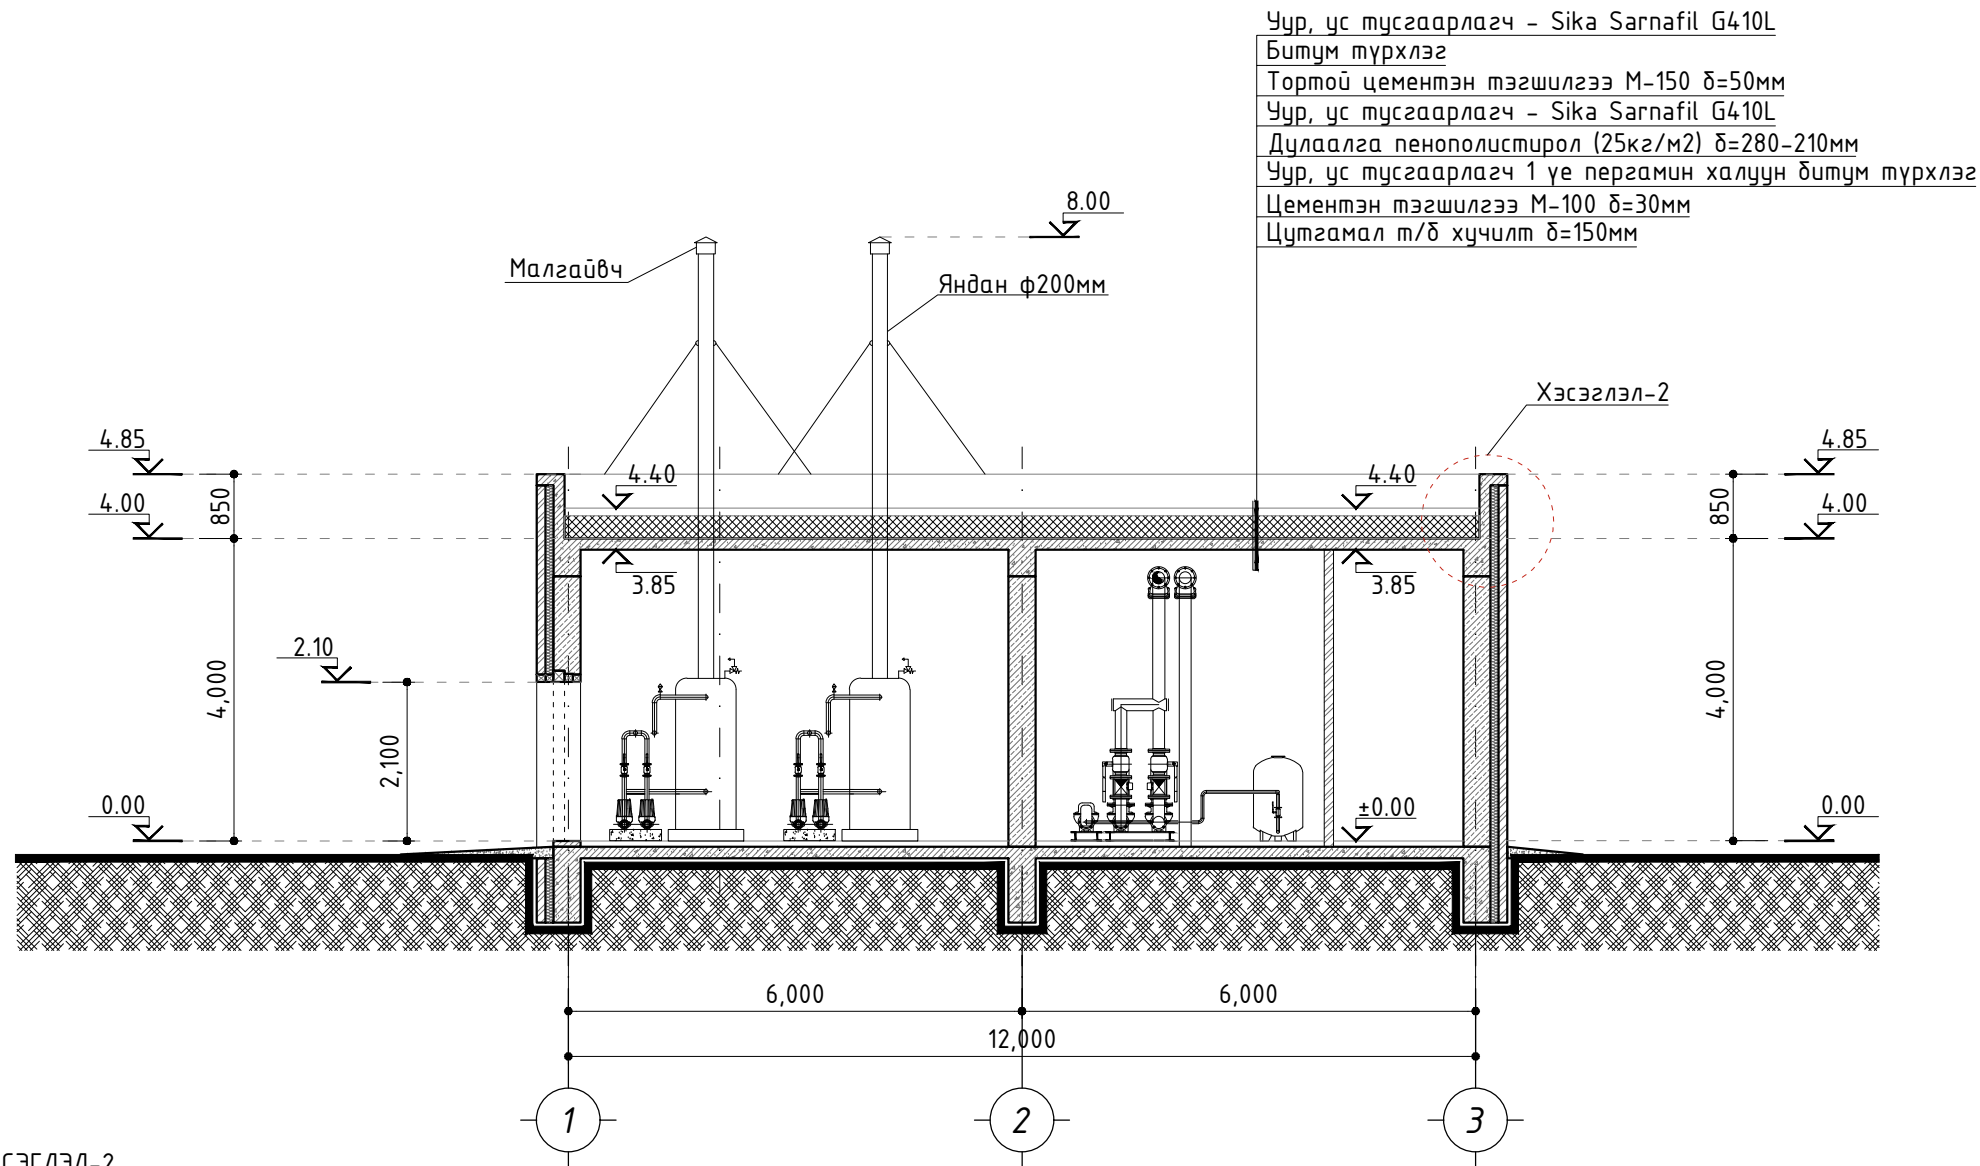 Уур, ус тусгаарлагч - Sika Sarnafil G410L
Битум түрхлэг
Тортой цементэн тэгшилгээ М-150 δ=50мм
Уур, ус тусгаарлагч - Sika Sarnafil G410L
Дулаалга пенополистирол (25кг/м2) δ=280-210мм
Уур, ус тусгаарлагч 1 үе пергамин халуун битум түрхлэг
Цементэн тэгшилгээ М-100 δ=30мм
Цутгамал т/б хучилт δ=150мм
8.00
Малгайвч
Яндан ф200мм
Хэсэглэл-2
4.85
4.85
4.40
4.40
850
850
4.00
4.00
3.85
3.85
2.10
4,000
4,000
2,100
0.00
±0.00
0.00
6,000
6,000
12,000
1
2
3
СЭГЛЭЛ-2